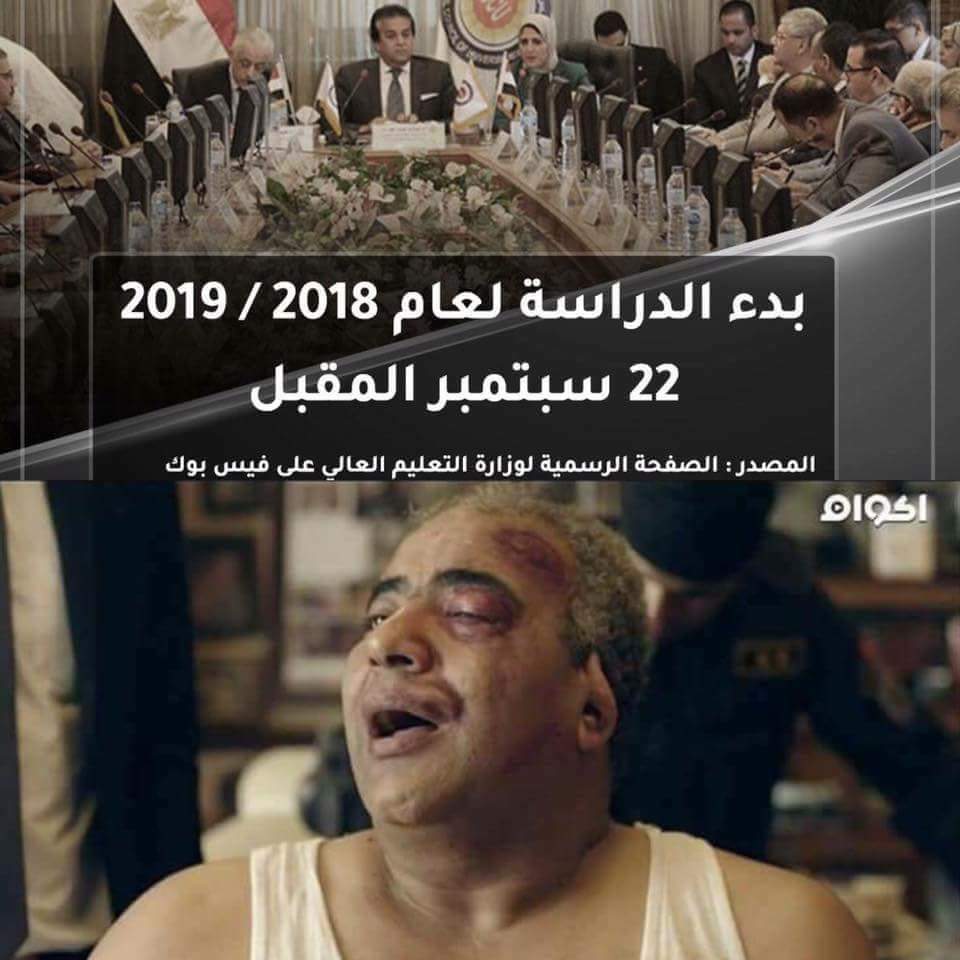 بدء الدراسة لعام 2018 / 2019
22 سبتمبر المقبل
المصدر : الصفحة الرسمية لوزارة التعليم العالي على فيس بوك
اكوام